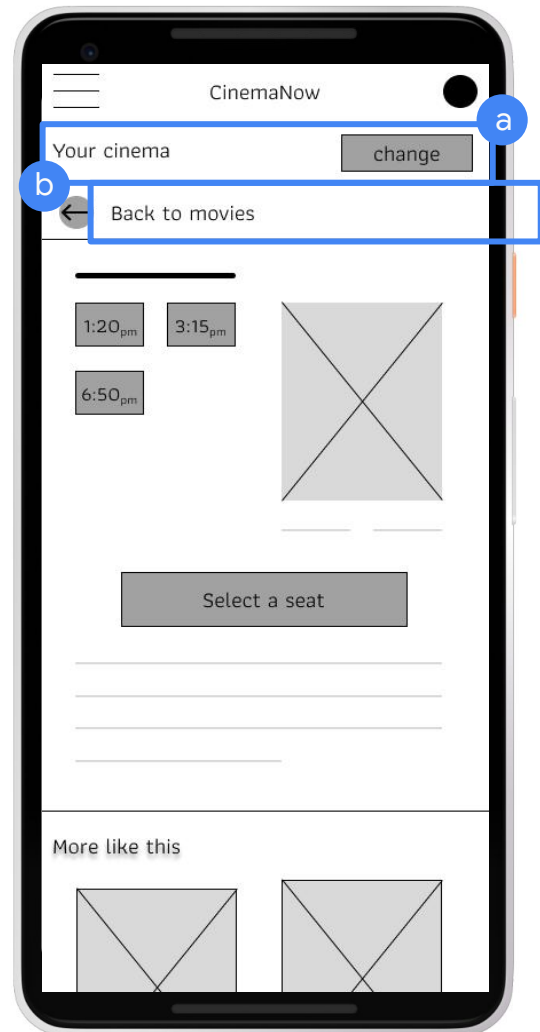 CinemaNow
a
Your cinema change
b
Back to movies
1:20pm 3:15pm
6:50pm
Select a seat
More like this